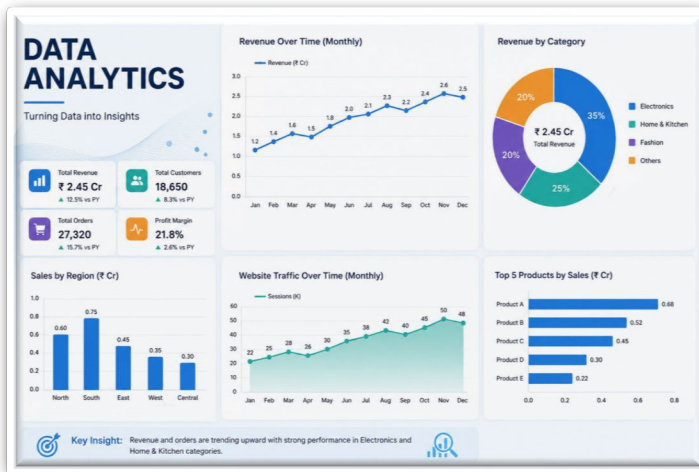 DATA
ANALYTICS
Turning Data into Insights
Total Revenue
₹ 2.45 Cr
▲ 12.5% vs PY
Total Customers
18,650
▲ 8.3% vs PY
Total Orders
27,320
▲ 15.7% vs PY
Profit Margin
21.8%
▲ 2.6% vs PY
Revenue Over Time (Monthly)
Revenue (₹ Cr)
3.0
2.5
2.0
1.5
1.0
0.5
0.0
1.2 1.4 1.6 1.5 1.8 2.0 2.1 2.3 2.2 2.4 2.6 2.5
Jan Feb Mar Apr May Jun Jul Aug Sep Oct Nov Dec
Revenue by Category
20% 35%
20% 25%
₹ 2.45 Cr
Total Revenue
Electronics
Home & Kitchen
Fashion
Others
Sales by Region (₹ Cr)
1.0
0.8
0.6
0.4
0.2
0.0
0.60 0.75 0.45 0.35 0.30
North South East West Central
Website Traffic Over Time (Monthly)
Sessions (K)
60
50
40
30
20
10
0
22 25 28 26 30 35 38 42 40 45 50 48
Jan Feb Mar Apr May Jun Jul Aug Sep Oct Nov Dec
Top 5 Products by Sales (₹ Cr)
Product A 0.68
Product B 0.52
Product C 0.45
Product D 0.30
Product E 0.22
0.0 0.2 0.4 0.6 0.8
Key Insight: Revenue and orders are trending upward with strong performance in Electronics and
Home & Kitchen categories.